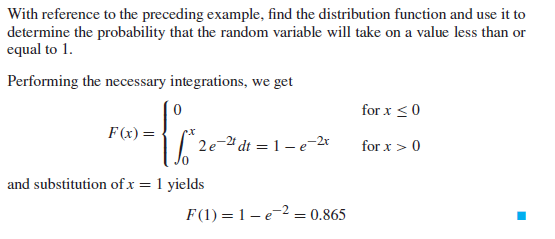 With reference to the preceding example, find the distribution function and use it to
determine the probability that the random variable will take on a value less than or
equal to 1.
Performing the necessary integrations, we get
0 for x ≤ 0
F(x) = { ∫₀ˣ 2e⁻²ᵗ dt = 1 – e⁻²ˣ for x > 0
and substitution of x = 1 yields
F(1) = 1 – e⁻² = 0.865